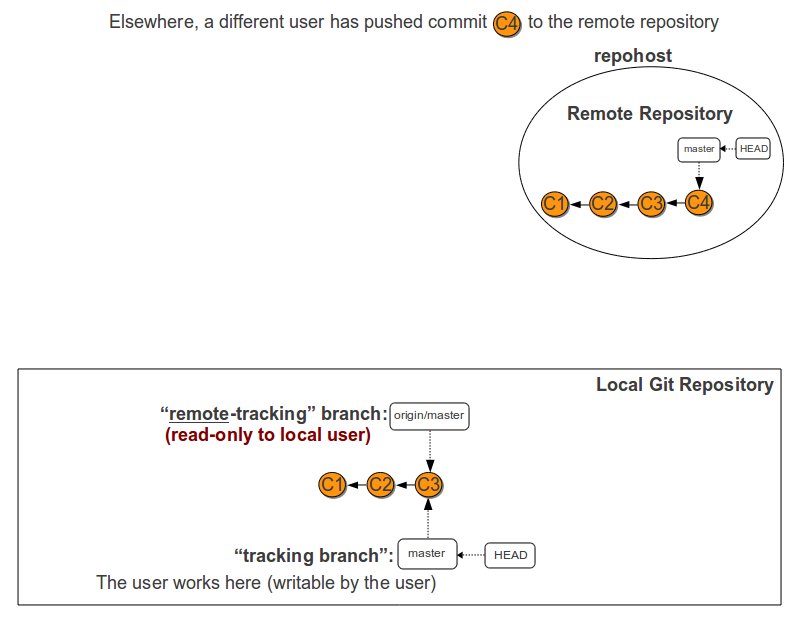 Elsewhere, a different user has pushed commit C4 to the remote repository
repohost
Remote Repository
master HEAD
C1 C2 C3 C4
Local Git Repository
“remote-tracking” branch: origin/master
(read-only to local user)
C1 C2 C3
“tracking branch”: master HEAD
The user works here (writable by the user)